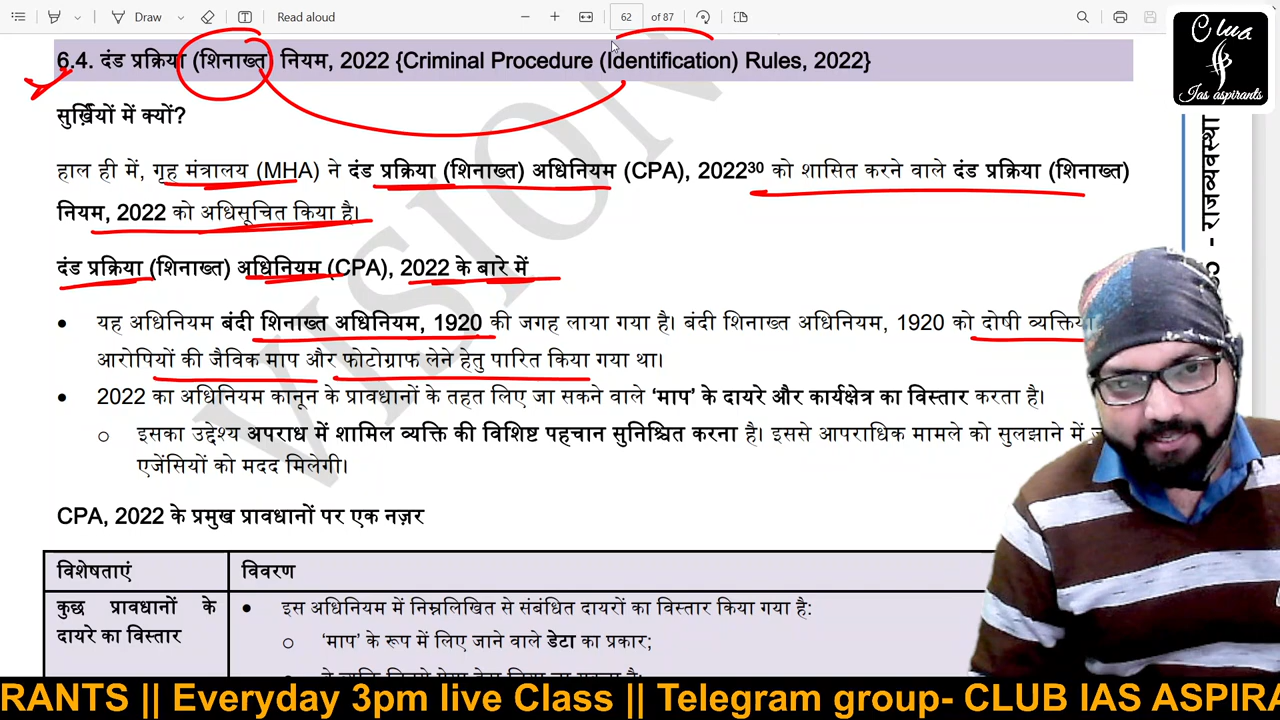 Draw
Read aloud
62 of 87
Clua
Ias aspirants
6.4. दंड प्रक्रिया (शिनाख्त) नियम, 2022 {Criminal Procedure (Identification) Rules, 2022}
सुर्ख़ियों में क्यों?
हाल ही में, गृह मंत्रालय (MHA) ने दंड प्रक्रिया (शिनाख्त) अधिनियम (CPA), 2022³⁰ को शासित करने वाले दंड प्रक्रिया (शिनाख्त)
नियम, 2022 को अधिसूचित किया है।
दंड प्रक्रिया (शिनाख्त) अधिनियम (CPA), 2022 के बारे में
• यह अधिनियम बंदी शिनाख्त अधिनियम, 1920 की जगह लाया गया है। बंदी शिनाख्त अधिनियम, 1920 को दोषी
आरोपियों की जैविक माप और फोटोग्राफ लेने हेतु पारित किया गया था।
• 2022 का अधिनियम कानून के प्रावधानों के तहत लिए जा सकने वाले 'माप' के दायरे और कार्यक्षेत्र का विस्तार करता है।
○ इसका उद्देश्य अपराध में शामिल व्यक्ति की विशिष्ट पहचान सुनिश्चित करना है। इससे आपराधिक मामले को सुलझाने में
एजेंसियों को मदद मिलेगी।
CPA, 2022 के प्रमुख प्रावधानों पर एक नज़र
विशेषताएं
विवरण
कुछ प्रावधानों के
दायरे का विस्तार
• इस अधिनियम में निम्नलिखित से संबंधित दायरों का विस्तार किया गया है:
○ 'माप' के रूप में लिए जाने वाले डेटा का प्रकार;
VISION
- राजव्यवस्था
RANTS || Everyday 3pm live Class || Telegram group- CLUB IAS ASPIRA